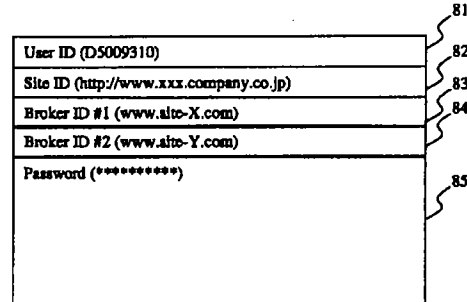 81
User ID (D5009310)
82
Site ID (http://www.xxx.company.co.jp)
83
Broker ID #1 (www.site-X.com)
84
Broker ID #2 (www.site-Y.com)
Password (**********)
85